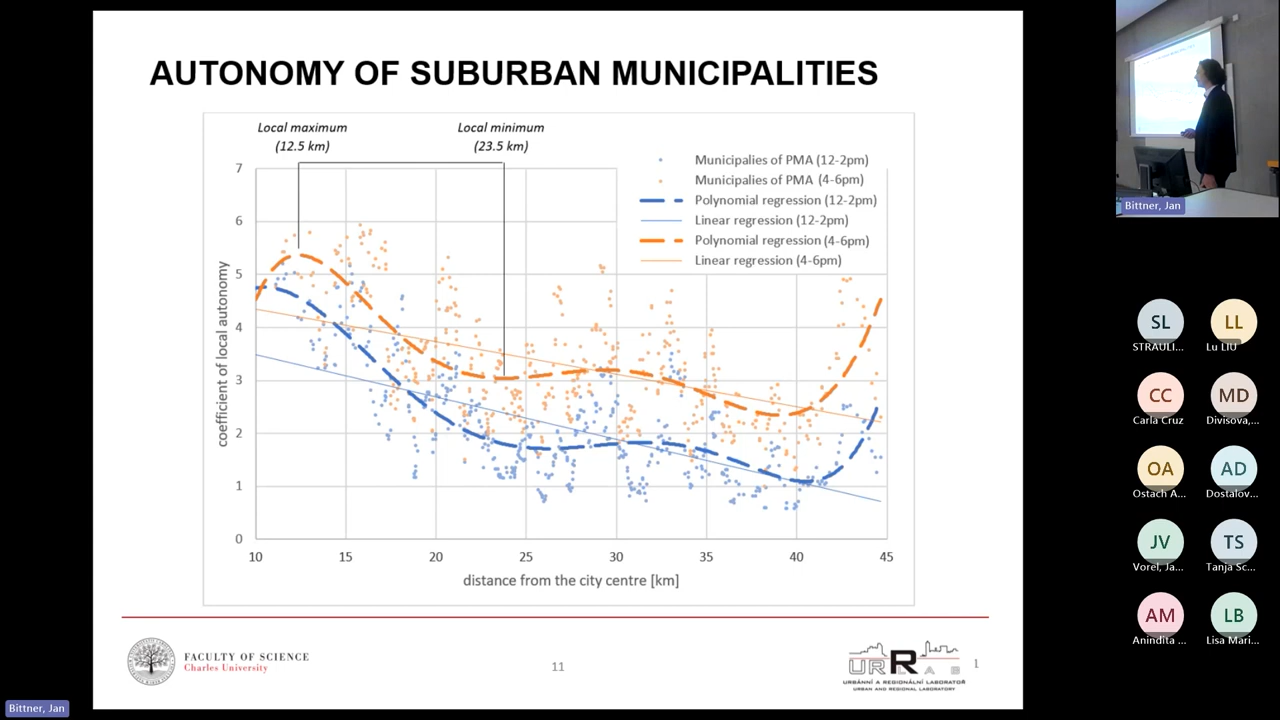 AUTONOMY OF SUBURBAN MUNICIPALITIES
Local maximum
(12.5 km)
Local minimum
(23.5 km)
Municipalies of PMA (12-2pm)
Municipalies of PMA (4-6pm)
Polynomial regression (12-2pm)
Linear regression (12-2pm)
Polynomial regression (4-6pm)
Linear regression (4-6pm)
coefficient of local autonomy
7
6
5
4
3
2
1
0
10 15 20 25 30 35 40 45
distance from the city centre [km]
FACULTY OF SCIENCE
Charles University
11
URRLAB
URBÁNNÍ A REGIONÁLNÍ LABORATOŘ
URBAN AND REGIONAL LABORATORY
1
Bittner, Jan
Bittner, Jan
SL
STRAULI...
LL
Lu LIU
CC
Carla Cruz
MD
Divisova,...
OA
Ostach A...
AD
Dostalov...
JV
Vorel, Ja...
TS
Tanja Sc...
AM
Anindita ...
LB
Lisa Mari...